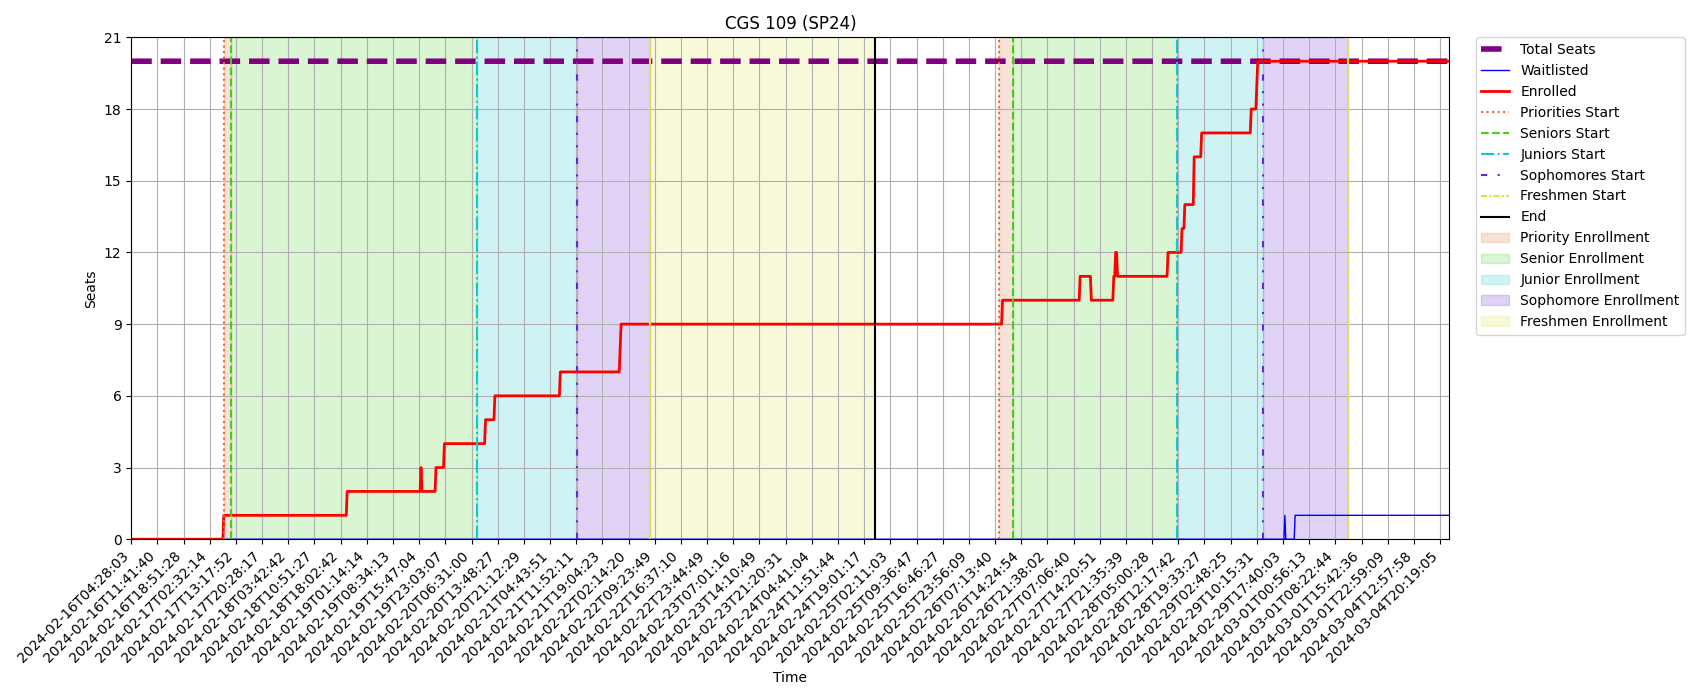 CGS 109 (SP24)
21
18
15
12
9
6
3
0
Seats
2024-02-16T04:28:03
2024-02-16T11:41:40
2024-02-16T18:51:28
2024-02-17T02:32:14
2024-02-17T13:17:52
2024-02-17T20:28:17
2024-02-18T03:42:42
2024-02-18T10:51:27
2024-02-18T18:02:42
2024-02-19T01:14:14
2024-02-19T08:34:13
2024-02-19T15:47:04
2024-02-19T23:03:07
2024-02-20T06:31:00
2024-02-20T13:48:27
2024-02-20T21:12:29
2024-02-21T04:43:51
2024-02-21T11:52:11
2024-02-21T19:04:23
2024-02-22T02:14:20
2024-02-22T09:23:49
2024-02-22T16:37:10
2024-02-22T23:44:49
2024-02-23T07:01:16
2024-02-23T14:10:49
2024-02-23T21:20:31
2024-02-24T04:41:04
2024-02-24T11:51:44
2024-02-24T19:01:17
2024-02-25T02:11:03
2024-02-25T09:36:47
2024-02-25T16:46:27
2024-02-25T23:56:09
2024-02-26T07:13:40
2024-02-26T14:24:54
2024-02-26T21:38:02
2024-02-27T07:06:40
2024-02-27T14:20:51
2024-02-27T21:35:39
2024-02-28T05:00:28
2024-02-28T12:17:42
2024-02-28T19:33:27
2024-02-29T02:48:25
2024-02-29T10:15:31
2024-02-29T17:40:03
2024-03-01T00:56:13
2024-03-01T08:22:44
2024-03-01T15:42:36
2024-03-01T22:59:09
2024-03-04T12:57:58
2024-03-04T20:19:05
Time
Total Seats
Waitlisted
Enrolled
Priorities Start
Seniors Start
Juniors Start
Sophomores Start
Freshmen Start
End
Priority Enrollment
Senior Enrollment
Junior Enrollment
Sophomore Enrollment
Freshmen Enrollment